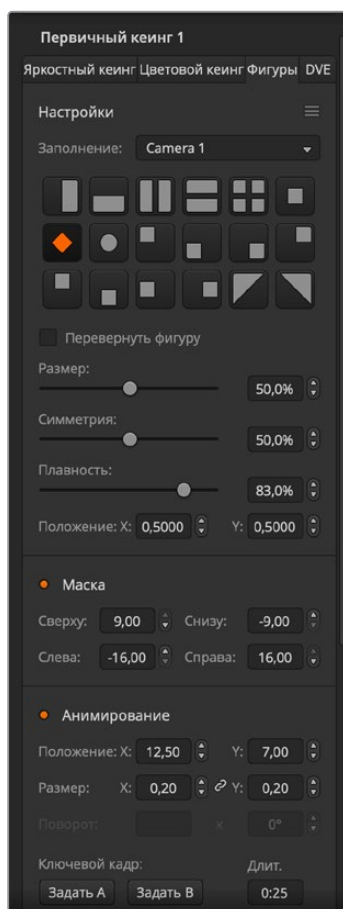 Первичный кеинг 1
Яркостный кеинг Цветовой кеинг Фигуры DVE
Настройки
Заполнение: Camera 1
Перевернуть фигуру
Размер:
50,0%
Симметрия:
50,0%
Плавность:
83,0%
Положение: X: 0,5000 Y: 0,5000
Маска
Сверху: 9,00 Снизу: -9,00
Слева: -16,00 Справа: 16,00
Анимирование
Положение: X: 12,50 Y: 7,00
Размер: X: 0,20 Y: 0,20
Поворот: x 0°
Ключевой кадр: Длит.
Задать A Задать B 0:25